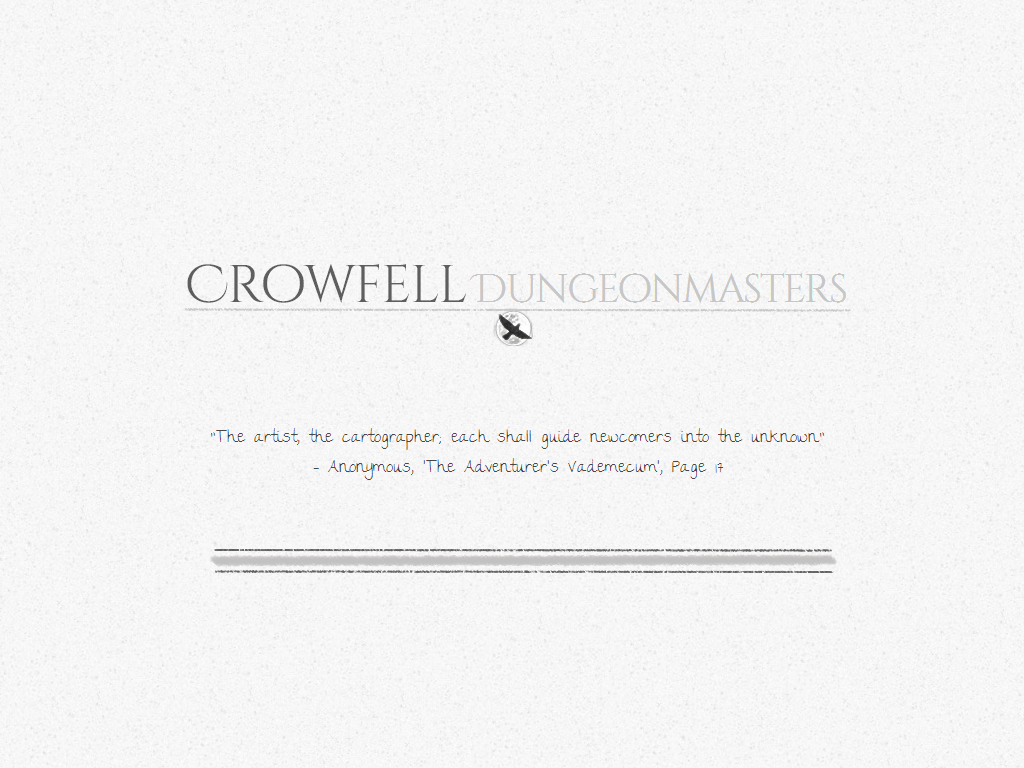 Crowfell Dungeonmasters
"The artist, the cartographer; each shall guide newcomers into the unknown"
- Anonymous, 'The Adventurer's Vademecum', Page 17